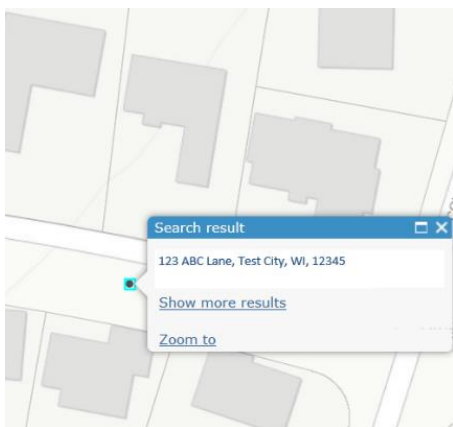 Search result
123 ABC Lane, Test City, WI, 12345
Show more results
Zoom to